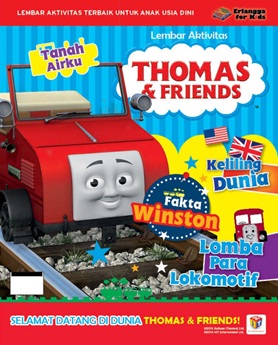 LEMBAR AKTIVITAS TERBAIK UNTUK ANAK USIA DINI
Erlangga
for Kids
Lembar Aktivitas
Tanah
Airku
THOMAS
& FRIENDS
Keliling
Dunia
Fakta
Winston
Lomba
Para
Lokomotif
SELAMAT DATANG DI DUNIA THOMAS & FRIENDS!